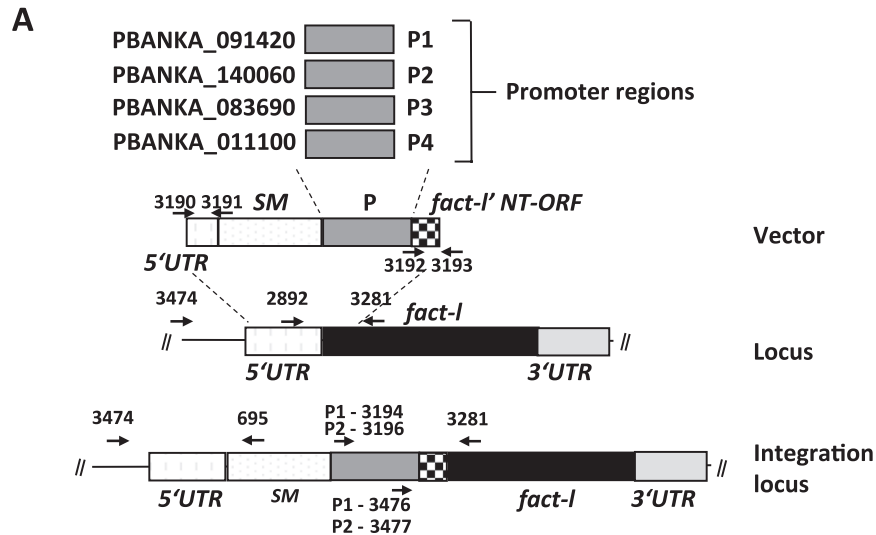 A
PBANKA_091420 P1
PBANKA_140060 P2
PBANKA_083690 P3
PBANKA_011100 P4
Promoter regions
3190 3191 SM P fact-l’ NT-ORF
Vector
5‘UTR 3192 3193
3474 2892 3281 fact-l
// //
Locus
5‘UTR 3‘UTR
3474 695 P1 - 3194 3281
P2 - 3196
// //
Integration
locus
5‘UTR SM fact-l 3‘UTR
P1 - 3476
P2 - 3477